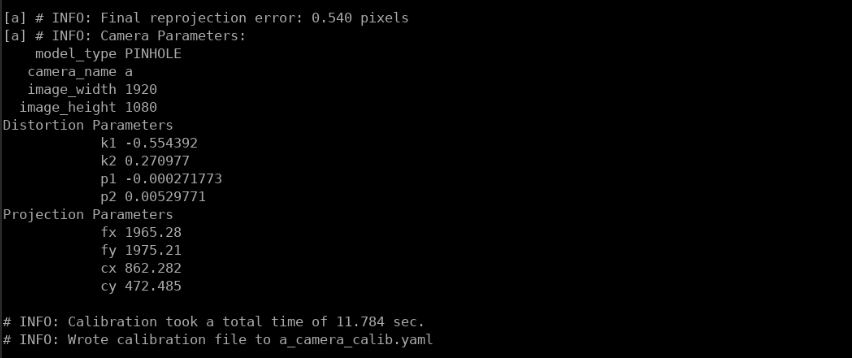 [a] # INFO: Final reprojection error: 0.540 pixels
[a] # INFO: Camera Parameters:
    model_type PINHOLE
   camera_name a
   image_width 1920
  image_height 1080
Distortion Parameters
            k1 -0.554392
            k2 0.270977
            p1 -0.000271773
            p2 0.00529771
Projection Parameters
            fx 1965.28
            fy 1975.21
            cx 862.282
            cy 472.485

# INFO: Calibration took a total time of 11.784 sec.
# INFO: Wrote calibration file to a_camera_calib.yaml